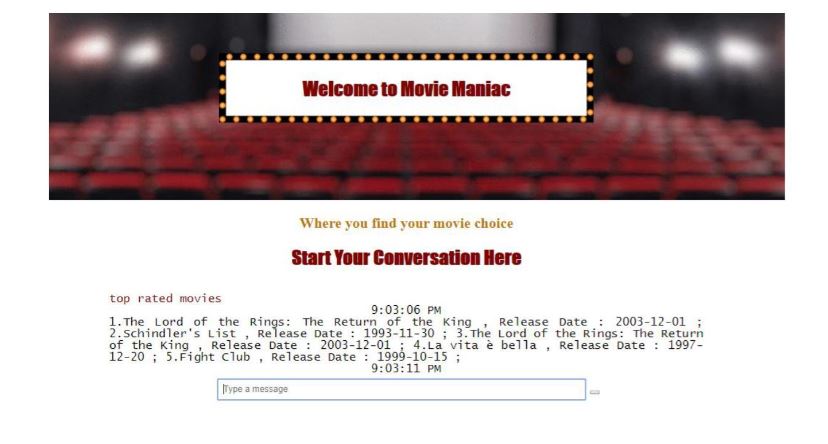 Welcome to Movie Maniac
Where you find your movie choice
Start Your Conversation Here
top rated movies
9:03:06 PM
1.The Lord of the Rings: The Return of the King , Release Date : 2003-12-01 ;
2.Schindler's List , Release Date : 1993-11-30 ; 3.The Lord of the Rings: The Return
of the King , Release Date : 2003-12-01 ; 4.La vita è bella , Release Date : 1997-
12-20 ; 5.Fight Club , Release Date : 1999-10-15 ;
9:03:11 PM
Type a message